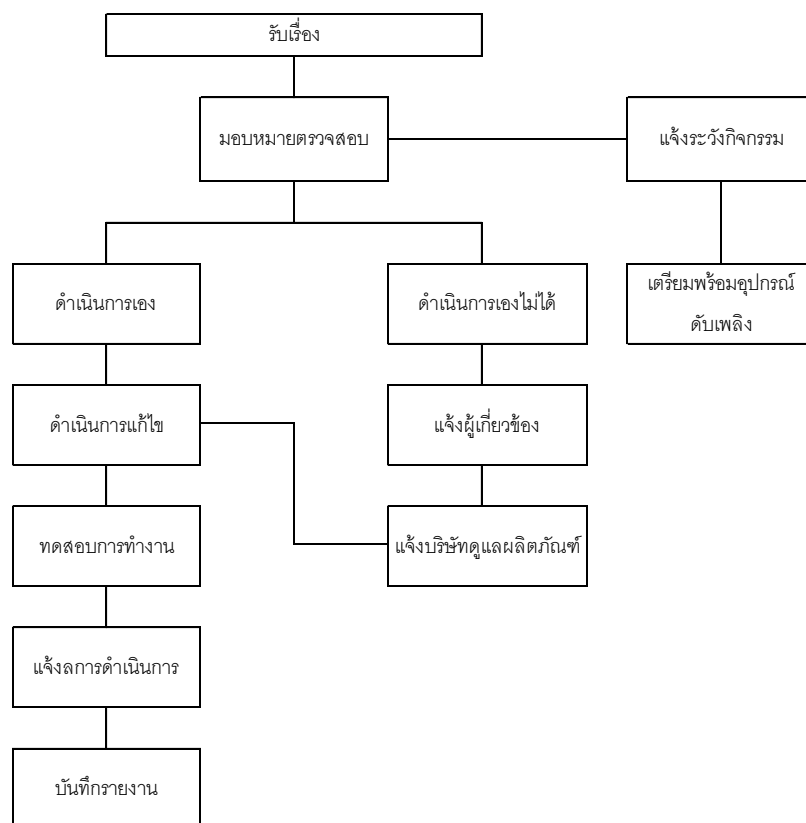 รับเรื่อง
มอบหมายตรวจสอบ
แจ้งระวังกิจกรรม
ดำเนินการเอง
ดำเนินการเองไม่ได้
เตรียมพร้อมอุปกรณ์
ดับเพลิง
ดำเนินการแก้ไข
แจ้งผู้เกี่ยวข้อง
ทดสอบการทำงาน
แจ้งบริษัทดูแลผลิตภัณฑ์
แจ้งลการดำเนินการ
บันทึกรายงาน